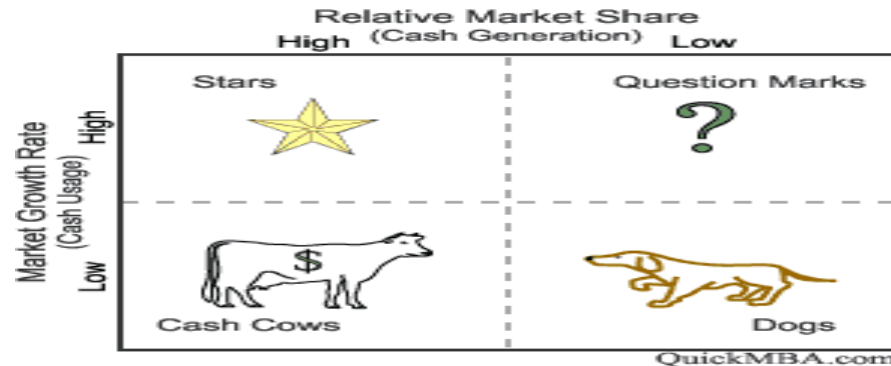 Relative Market Share
High (Cash Generation) Low
Stars
Question Marks
?
Market Growth Rate
(Cash Usage)
High
Low
$
Cash Cows
Dogs
QuickMBA.com